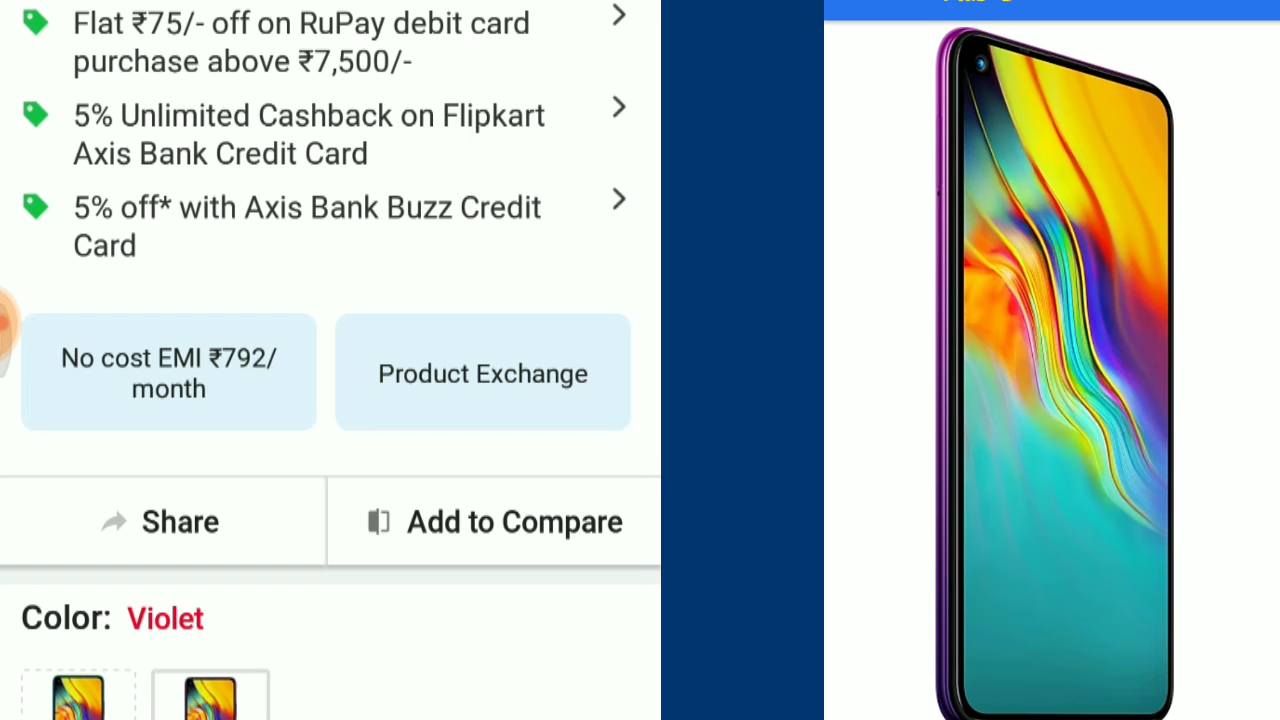 Flat ₹75/- off on RuPay debit card
purchase above ₹7,500/-
5% Unlimited Cashback on Flipkart
Axis Bank Credit Card
5% off* with Axis Bank Buzz Credit
Card
No cost EMI ₹792/
month
Product Exchange
Share
Add to Compare
Color: Violet